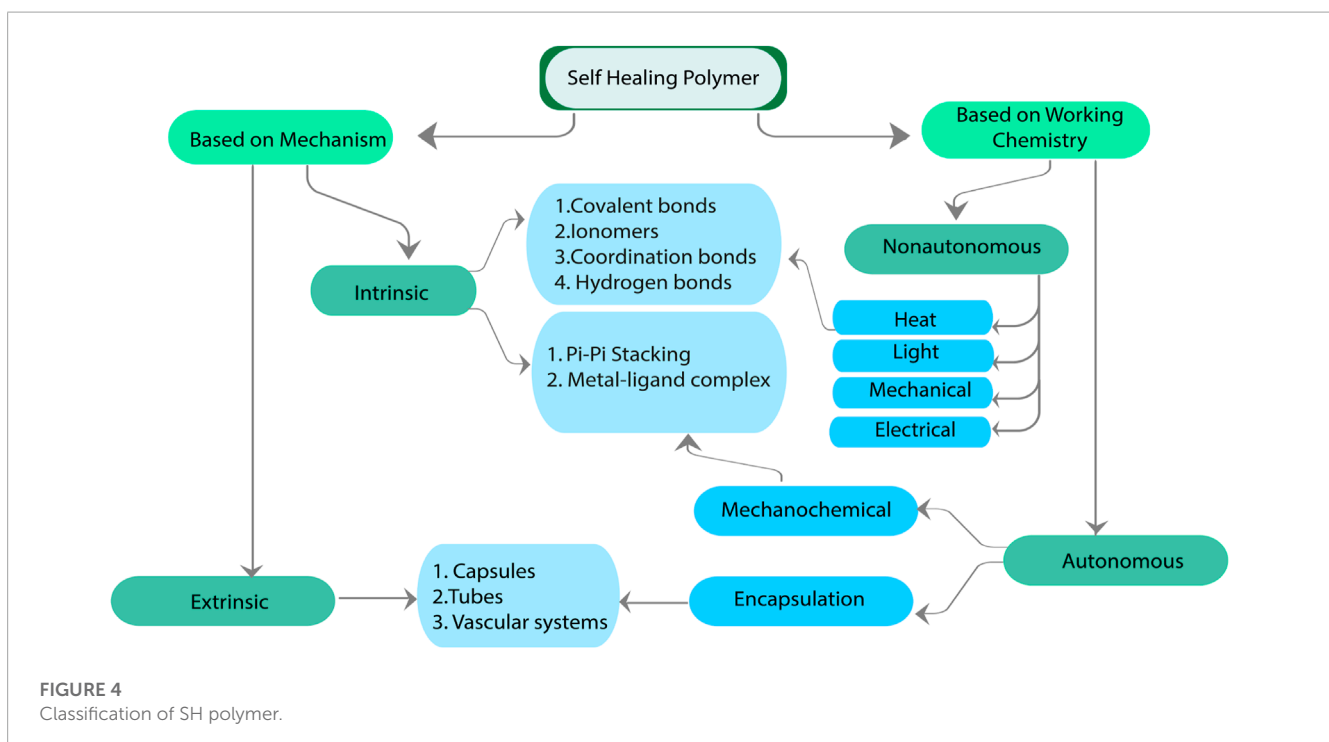 Self Healing Polymer
Based on Mechanism
Based on Working
Chemistry
1.Covalent bonds
2.Ionomers
3.Coordination bonds
4. Hydrogen bonds
Nonautonomous
Intrinsic
Heat
Light
Mechanical
Electrical
1. Pi-Pi Stacking
2. Metal-ligand complex
Mechanochemical
Autonomous
Extrinsic
1. Capsules
2.Tubes
3. Vascular systems
Encapsulation
FIGURE 4
Classification of SH polymer.